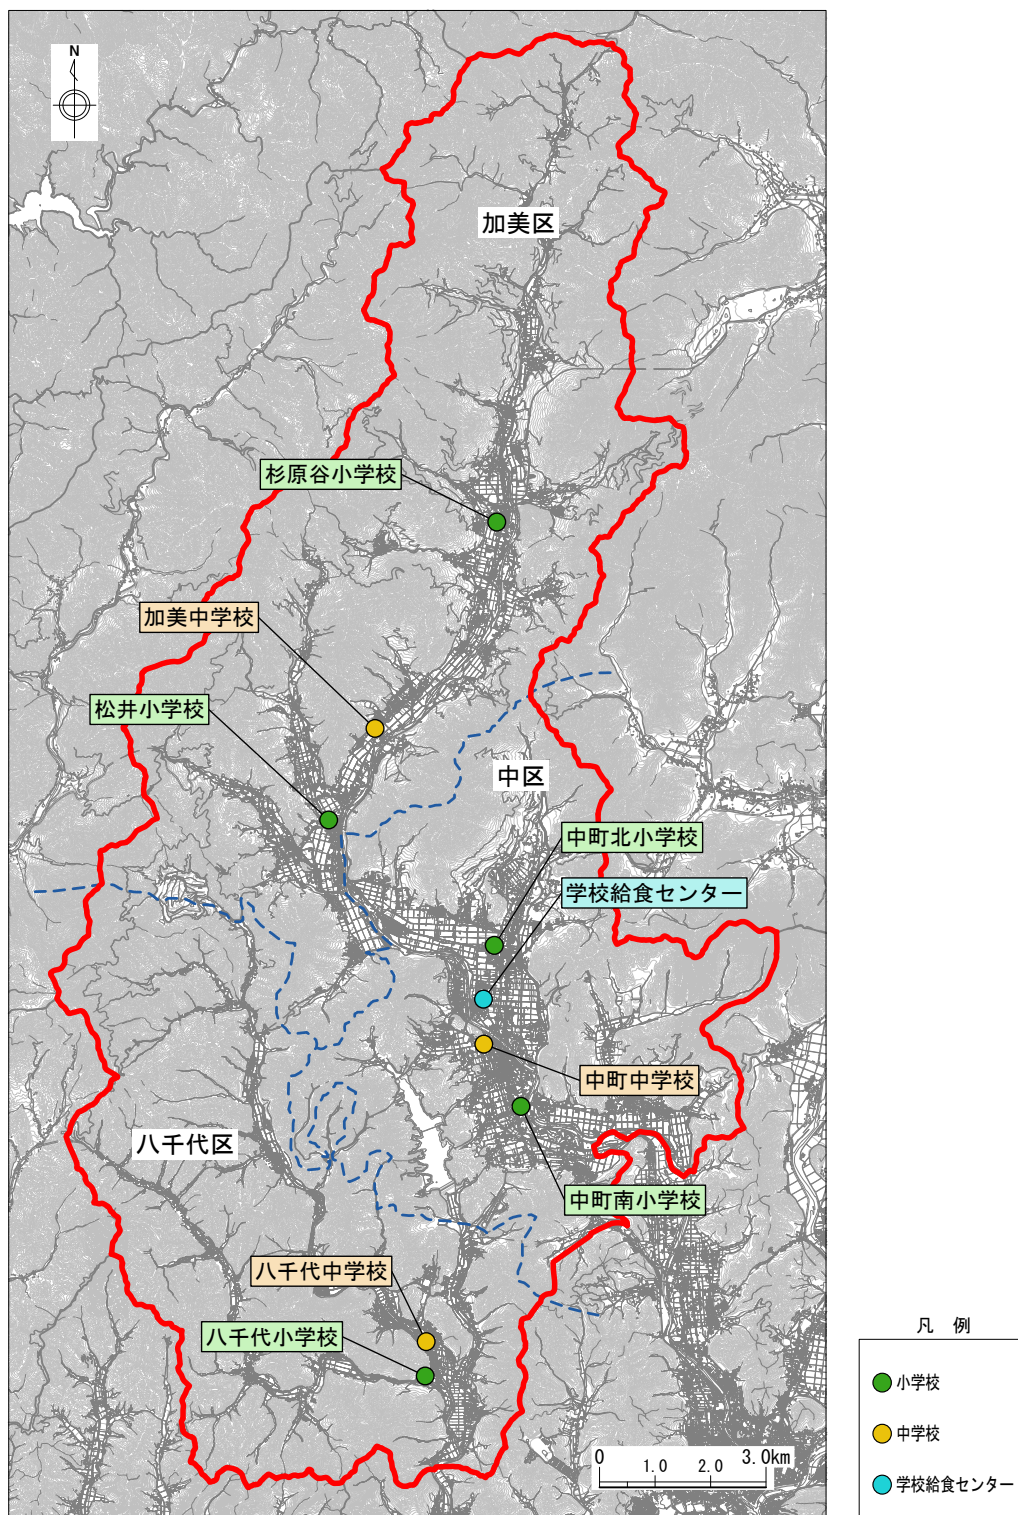 N
加美区
杉原谷小学校
加美中学校
松井小学校
中区
中町北小学校
学校給食センター
中町中学校
八千代区
中町南小学校
八千代中学校
八千代小学校
0 1.0 2.0 3.0km
凡 例
小学校
中学校
学校給食センター